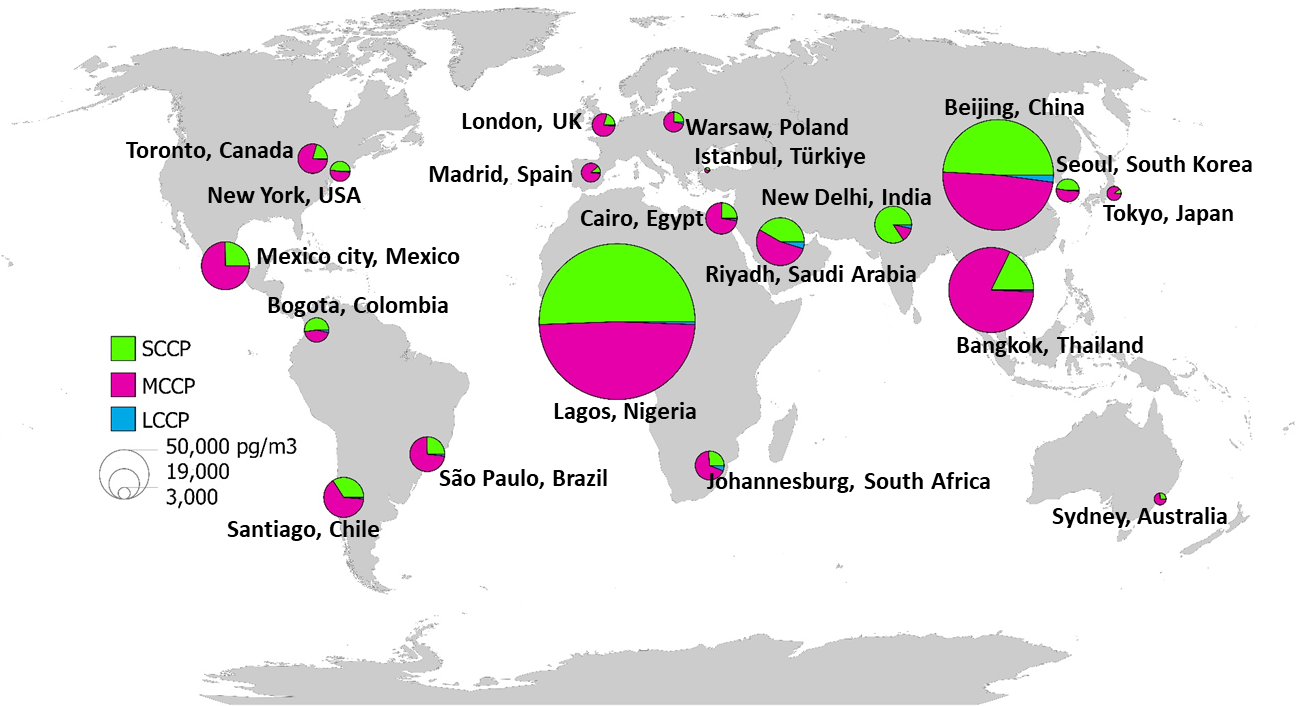 Beijing, China
London, UK
Warsaw, Poland
Toronto, Canada
Istanbul, Türkiye
Seoul, South Korea
Madrid, Spain
New York, USA
New Delhi, India
Tokyo, Japan
Cairo, Egypt
Mexico city, Mexico
Riyadh, Saudi Arabia
Bogota, Colombia
Bangkok, Thailand
SCCP
MCCP
LCCP
50,000 pg/m3
19,000
3,000
Lagos, Nigeria
São Paulo, Brazil
Johannesburg, South Africa
Santiago, Chile
Sydney, Australia